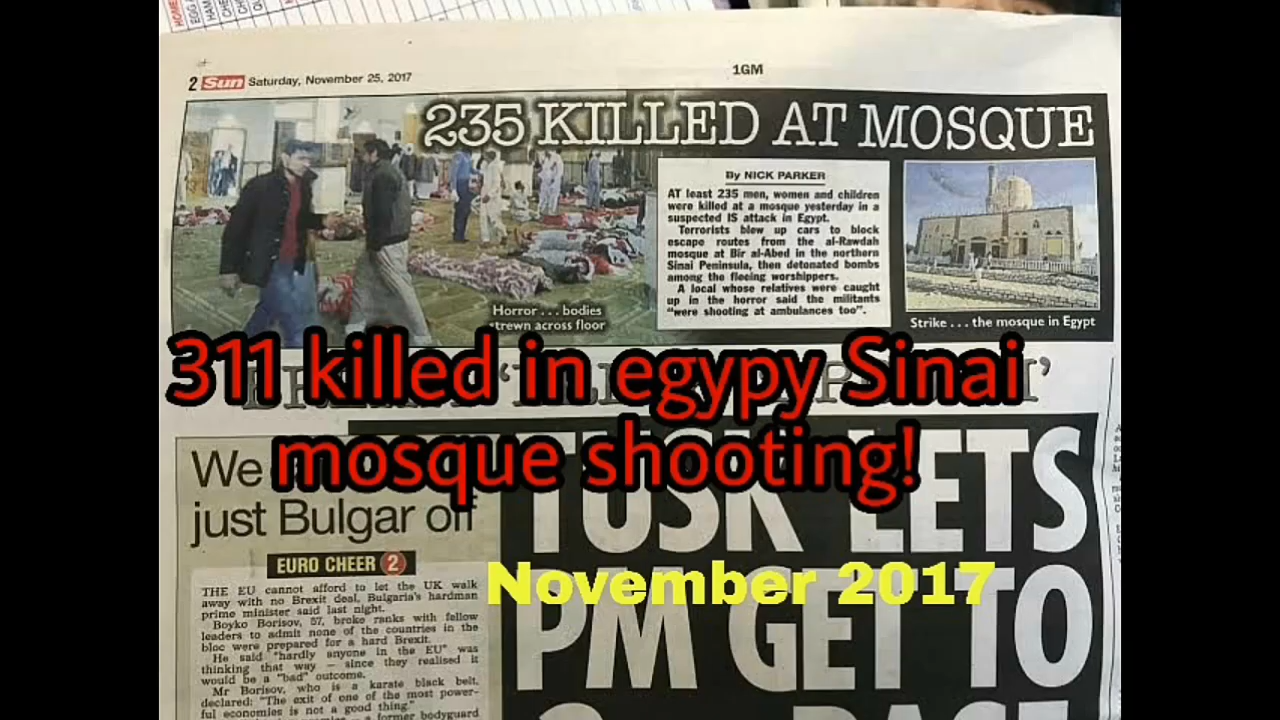 HOME
EGG
HAM
2 Sun Saturday, November 25, 2017
1GM
235 KILLED AT MOSQUE
By NICK PARKER
AT least 235 men, women and children
were killed at a mosque yesterday in a
suspected IS attack in Egypt.
Terrorists blew up cars to block
escape routes from the al-Rawdah
mosque at Bir al-Abed in the northern
Sinai Peninsula, then detonated bombs
among the fleeing worshippers.
A local whose relatives were caught
up in the horror said the militants
"were shooting at ambulances too".
Horror . . . bodies
strewn across floor
Strike . . . the mosque in Egypt
311 killed in egypy Sinai
mosque shooting!
We
just Bulgar off
TUSK LETS
PM GET TO
November 2017
EURO CHEER 2
THE EU cannot afford to let the UK walk
away with no Brexit deal, Bulgaria's hardman
prime minister said last night.
Boyko Borisov, 57, broke ranks with fellow
leaders to admit none of the countries in the
bloc were prepared for a hard Brexit.
He said "hardly anyone in the EU" was
thinking that way – since they realised it
would be a "bad" outcome.
Mr Borisov, who is a karate black belt,
declared: "The exit of one of the most power-
ful economies is not a good thing."
a former bodyguard